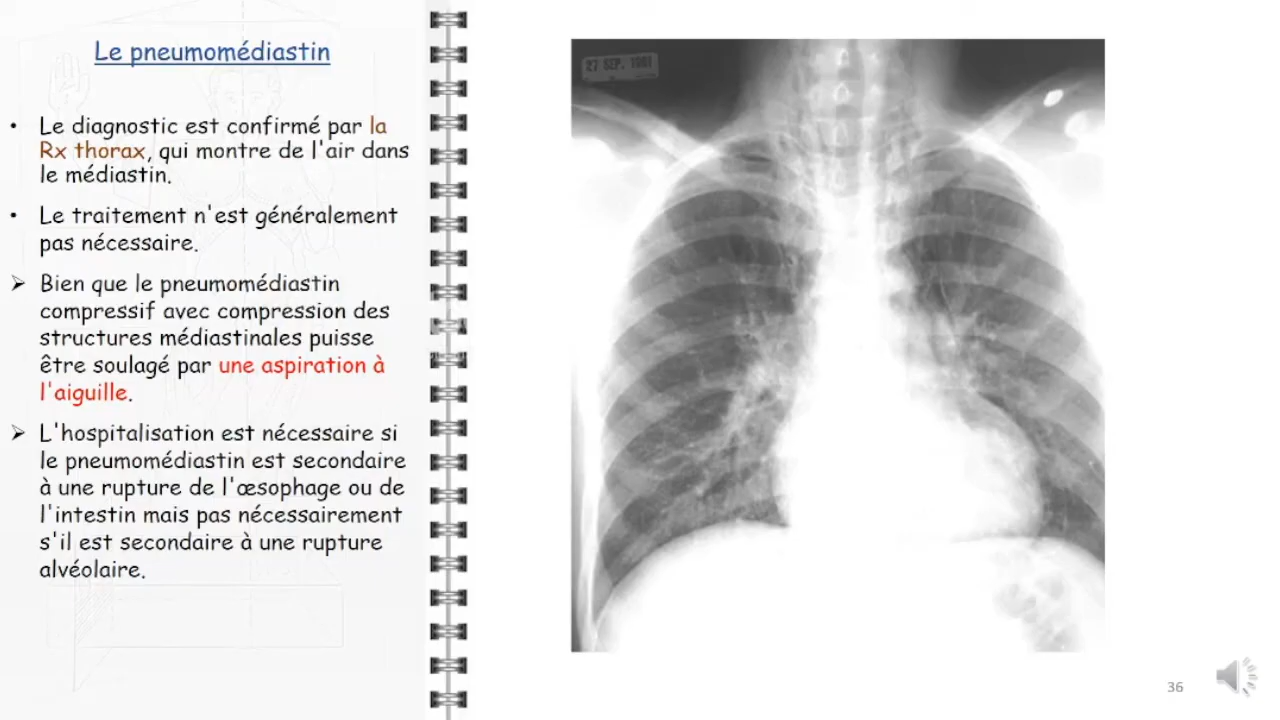 Le pneumomédiastin
• Le diagnostic est confirmé par la
Rx thorax, qui montre de l'air dans
le médiastin.
• Le traitement n'est généralement
pas nécessaire.
➢ Bien que le pneumomédiastin
compressif avec compression des
structures médiastinales puisse
être soulagé par une aspiration à
l'aiguille.
➢ L'hospitalisation est nécessaire si
le pneumomédiastin est secondaire
à une rupture de l'œsophage ou de
l'intestin mais pas nécessairement
s'il est secondaire à une rupture
alvéolaire.
27 SEP. 1981
36